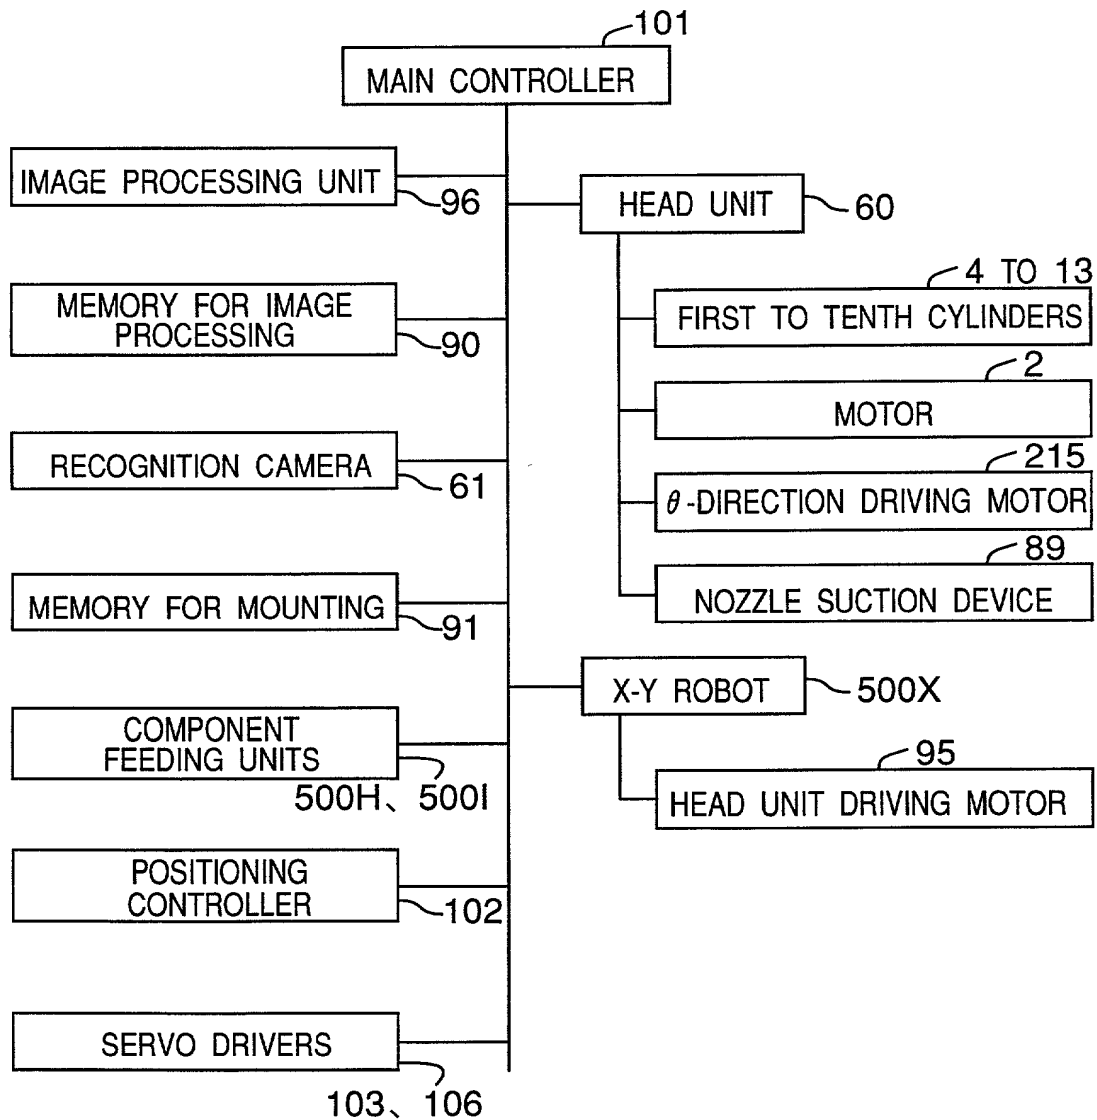 101
MAIN CONTROLLER
IMAGE PROCESSING UNIT
96
HEAD UNIT
60
4 TO 13
FIRST TO TENTH CYLINDERS
MEMORY FOR IMAGE
PROCESSING
90
2
MOTOR
RECOGNITION CAMERA
61
215
θ-DIRECTION DRIVING MOTOR
89
NOZZLE SUCTION DEVICE
MEMORY FOR MOUNTING
91
X-Y ROBOT
500X
COMPONENT
FEEDING UNITS
500H、500I
95
HEAD UNIT DRIVING MOTOR
POSITIONING
CONTROLLER
102
SERVO DRIVERS
103、106